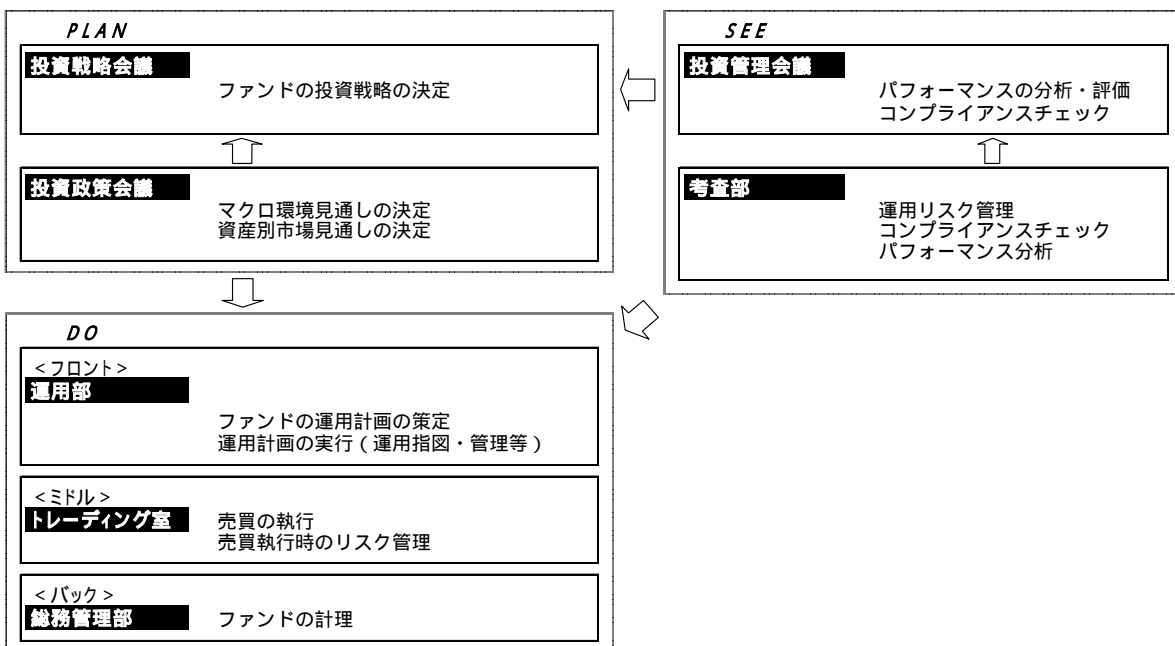 PLAN
投資戦略会議
ファンドの投資戦略の決定
投資政策会議
マクロ環境見通しの決定
資産別市場見通しの決定
SEE
投資管理会議
パフォーマンスの分析・評価
コンプライアンスチェック
考査部
運用リスク管理
コンプライアンスチェック
パフォーマンス分析
DO
<フロント>
運用部
ファンドの運用計画の策定
運用計画の実行(運用指図・管理等)
<ミドル>
トレーディング室
売買の執行
売買執行時のリスク管理
<バック>
総務管理部
ファンドの計理